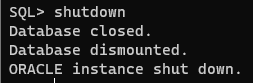 SQL> shutdown
Database closed.
Database dismounted.
ORACLE instance shut down.